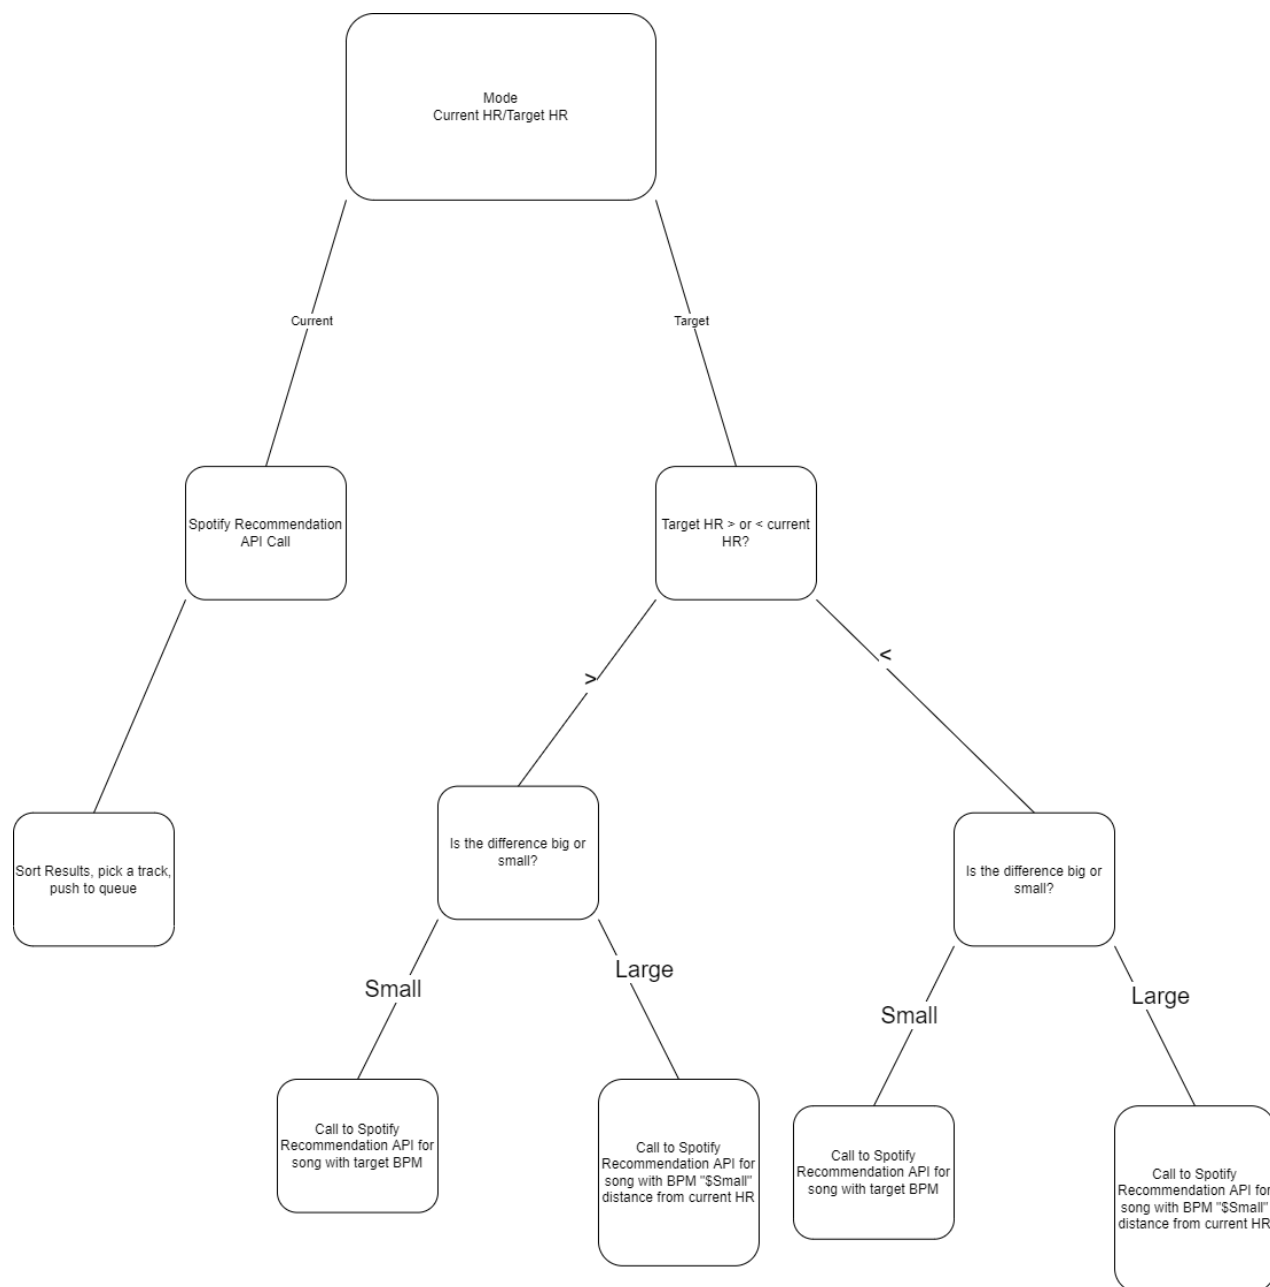 Mode
Current HR/Target HR
Current
Target
Spotify Recommendation
API Call
Target HR > or < current
HR?
>
<
Sort Results, pick a track,
push to queue
Is the difference big or
small?
Is the difference big or
small?
Small
Large
Small
Large
Call to Spotify
Recommendation API for
song with target BPM
Call to Spotify
Recommendation API for
song with BPM "$Small"
distance from current HR
Call to Spotify
Recommendation API for
song with target BPM
Call to Spotify
Recommendation API for
song with BPM "$Small"
distance from current HR